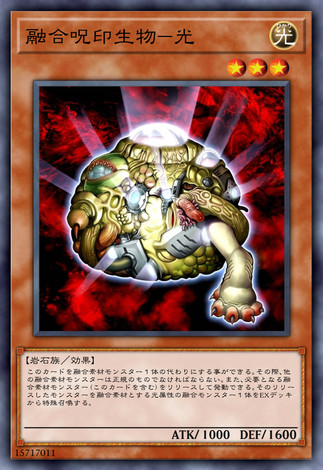 融合呪印生物−光
光
【岩石族／効果】
このカードを融合素材モンスター１体の代わりにする事ができる。その際、他
の融合素材モンスターは正規のものでなければならない。また、必要となる融
合素材モンスター（このカードを含む）をリリースして発動できる。そのリリ
ースしたモンスターを融合素材とする光属性の融合モンスター１体をEXデッキ
から特殊召喚する。
ATK/ 1000 DEF/1600
15717011